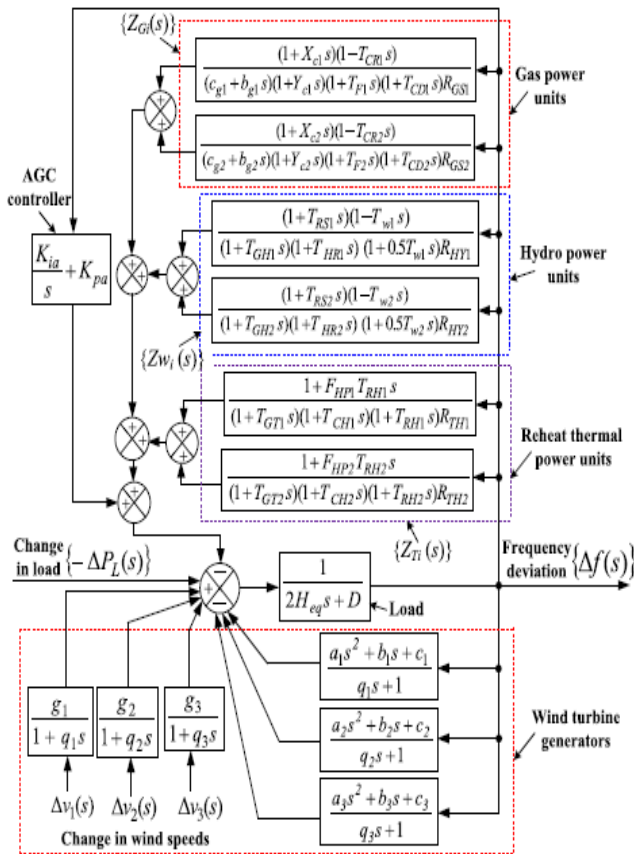 {Z_Gi(s)}
(1+X_c1 s)(1−T_CR1 s)
(c_g1+b_g1 s)(1+Y_c1 s)(1+T_F1 s)(1+T_CD1 s)R_GS1
(1+X_c2 s)(1−T_CR2 s)
(c_g2+b_g2 s)(1+Y_c2 s)(1+T_F2 s)(1+T_CD2 s)R_GS2
Gas power
units
AGC
controller
K_ia
s
+K_pa
(1+T_RS1 s)(1−T_w1 s)
(1+T_GH1 s)(1+T_HR1 s) (1+0.5T_w1 s)R_HY1
(1+T_RS2 s)(1−T_w2 s)
(1+T_GH2 s)(1+T_HR2 s) (1+0.5T_w2 s)R_HY2
Hydro power
units
{Zw_i(s)}
1+F_HP1 T_RH1 s
(1+T_GT1 s)(1+T_CH1 s)(1+T_RH1 s)R_TH1
1+F_HP2 T_RH2 s
(1+T_GT2 s)(1+T_CH2 s)(1+T_RH2 s)R_TH2
Reheat thermal
power units
{Z_Ti(s)}
Change
in load {−ΔP_L(s)}
1
2H_eq s+D
Load
Frequency
deviation {Δf(s)}
a_1 s^2+b_1 s+c_1
q_1 s+1
a_2 s^2+b_2 s+c_2
q_2 s+1
a_3 s^2+b_3 s+c_3
q_3 s+1
Wind turbine
generators
g_1
1+q_1 s
g_2
1+q_2 s
g_3
1+q_3 s
Δv_1(s) Δv_2(s) Δv_3(s)
Change in wind speeds